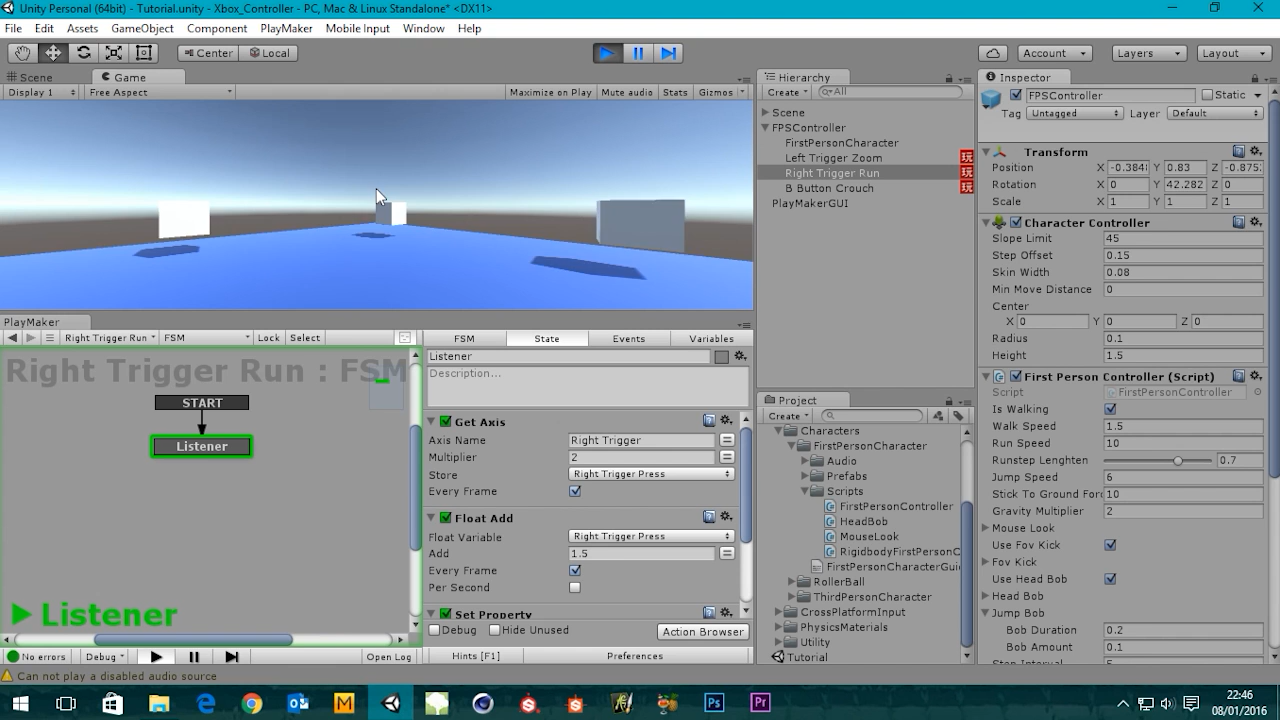 Unity Personal (64bit) - Tutorial.unity - Xbox_Controller - PC, Mac & Linux Standalone* <DX11>
File Edit Assets GameObject Component PlayMaker Mobile Input Window Help
Center Local Account Layers Layout
Scene Game
Display 1 Free Aspect Maximize on Play Mute audio Stats Gizmos
PlayMaker
Right Trigger Run FSM Lock Select
Right Trigger Run : FSM
START
Listener
Listener
No errors Debug Open Log
FSM State Events Variables
Listener
Description...
Get Axis
Axis Name Right Trigger
Multiplier 2
Store Right Trigger Press
Every Frame
Float Add
Float Variable Right Trigger Press
Add 1.5
Every Frame
Per Second
Set Property
Debug Hide Unused Action Browser
Hints [F1] Preferences
Can not play a disabled audio source
Hierarchy
Create All
Scene
FPSController
FirstPersonCharacter
Left Trigger Zoom 玩
Right Trigger Run 玩
B Button Crouch 玩
PlayMakerGUI
Project
Create
Characters
FirstPersonCharacter
Audio
Prefabs
Scripts
FirstPersonController
HeadBob
MouseLook
RigidbodyFirstPersonC
FirstPersonCharacterGui
RollerBall
ThirdPersonCharacter
CrossPlatformInput
PhysicsMaterials
Utility
Tutorial
Inspector
FPSController Static
Tag Untagged Layer Default
Transform
Position X -0.3848 Y 0.83 Z -0.875
Rotation X 0 Y 42.282 Z 0
Scale X 1 Y 1 Z 1
Character Controller
Slope Limit 45
Step Offset 0.15
Skin Width 0.08
Min Move Distance 0
Center
X 0 Y 0 Z 0
Radius 0.1
Height 1.5
First Person Controller (Script)
Script FirstPersonController
Is Walking
Walk Speed 1.5
Run Speed 10
Runstep Lenghten 0.7
Jump Speed 6
Stick To Ground Forc 10
Gravity Multiplier 2
Mouse Look
Use Fov Kick
Fov Kick
Use Head Bob
Head Bob
Jump Bob
Bob Duration 0.2
Bob Amount 0.1
Step Interval 5
22:46
08/01/2016